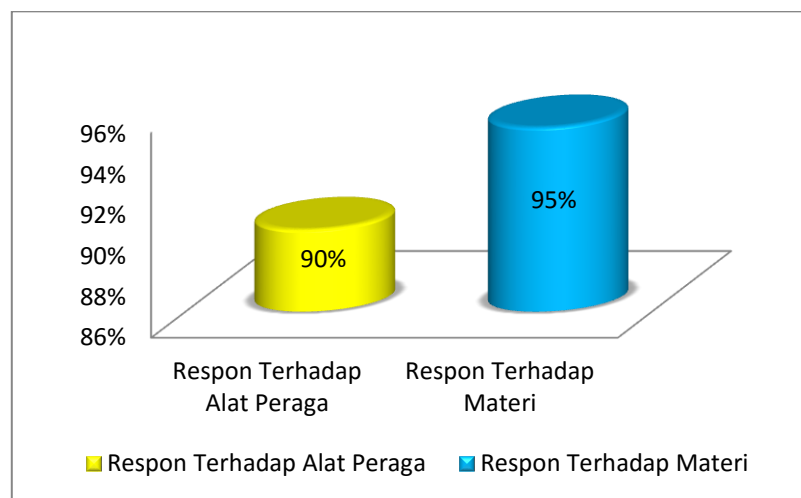 96%
94%
92%
90%
88%
86%
90%
95%
Respon Terhadap
Alat Peraga
Respon Terhadap
Materi
Respon Terhadap Alat Peraga
Respon Terhadap Materi